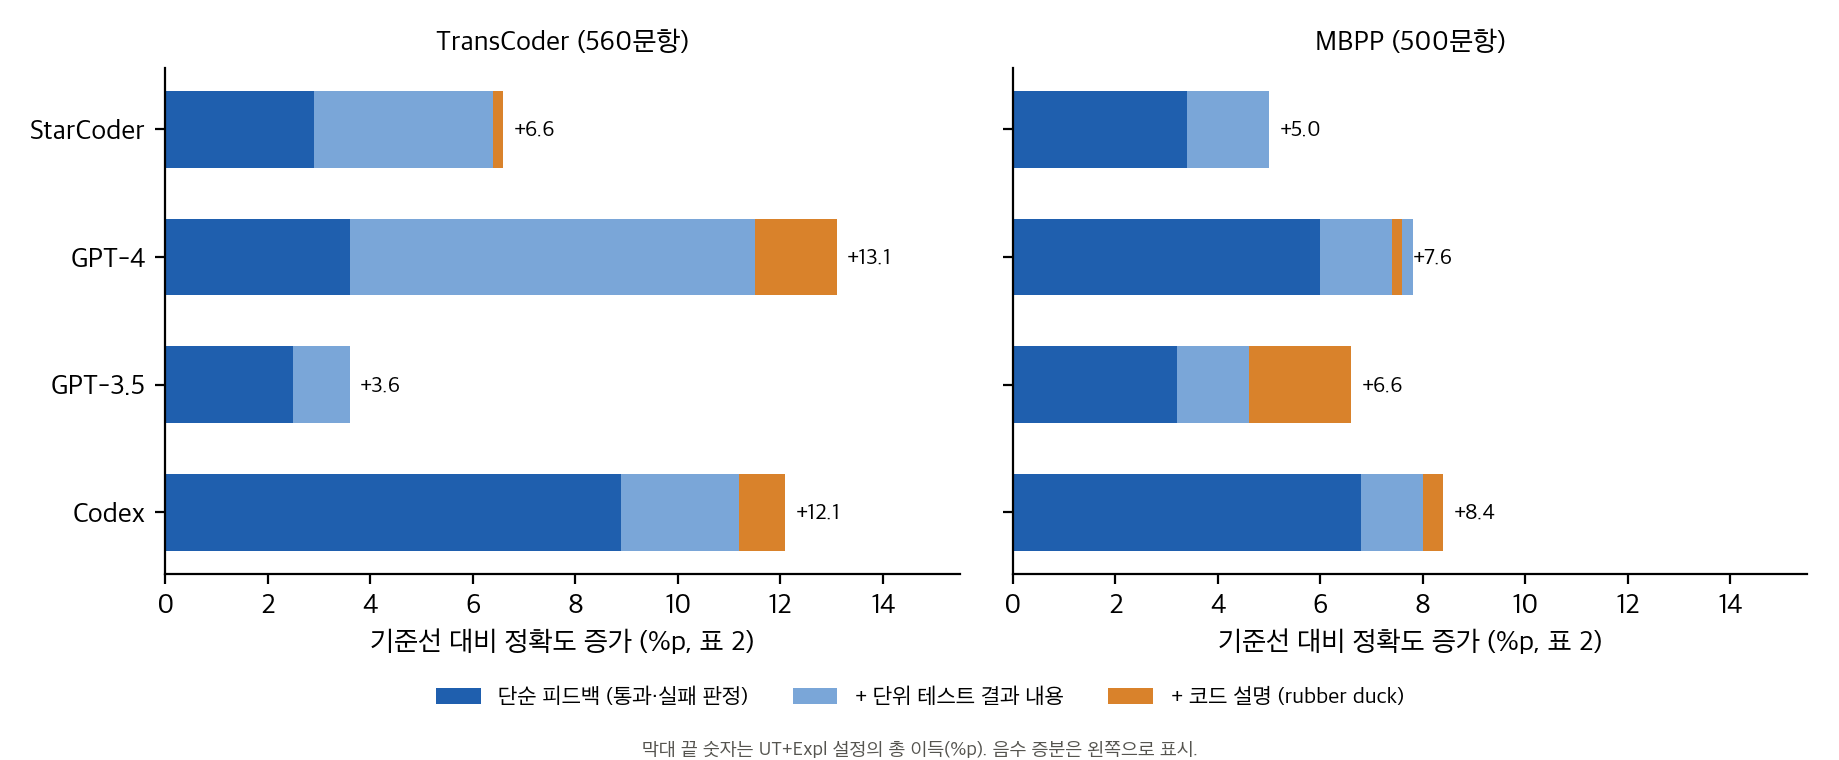 TransCoder (560문항)
StarCoder
+6.6
GPT-4
+13.1
GPT-3.5
+3.6
Codex
+12.1
0 2 4 6 8 10 12 14
기준선 대비 정확도 증가 (%p, 표 2)
MBPP (500문항)
+5.0
+7.6
+6.6
+8.4
0 2 4 6 8 10 12 14
기준선 대비 정확도 증가 (%p, 표 2)
단순 피드백 (통과·실패 판정)
+ 단위 테스트 결과 내용
+ 코드 설명 (rubber duck)
막대 끝 숫자는 UT+Expl 설정의 총 이득(%p). 음수 증분은 왼쪽으로 표시.